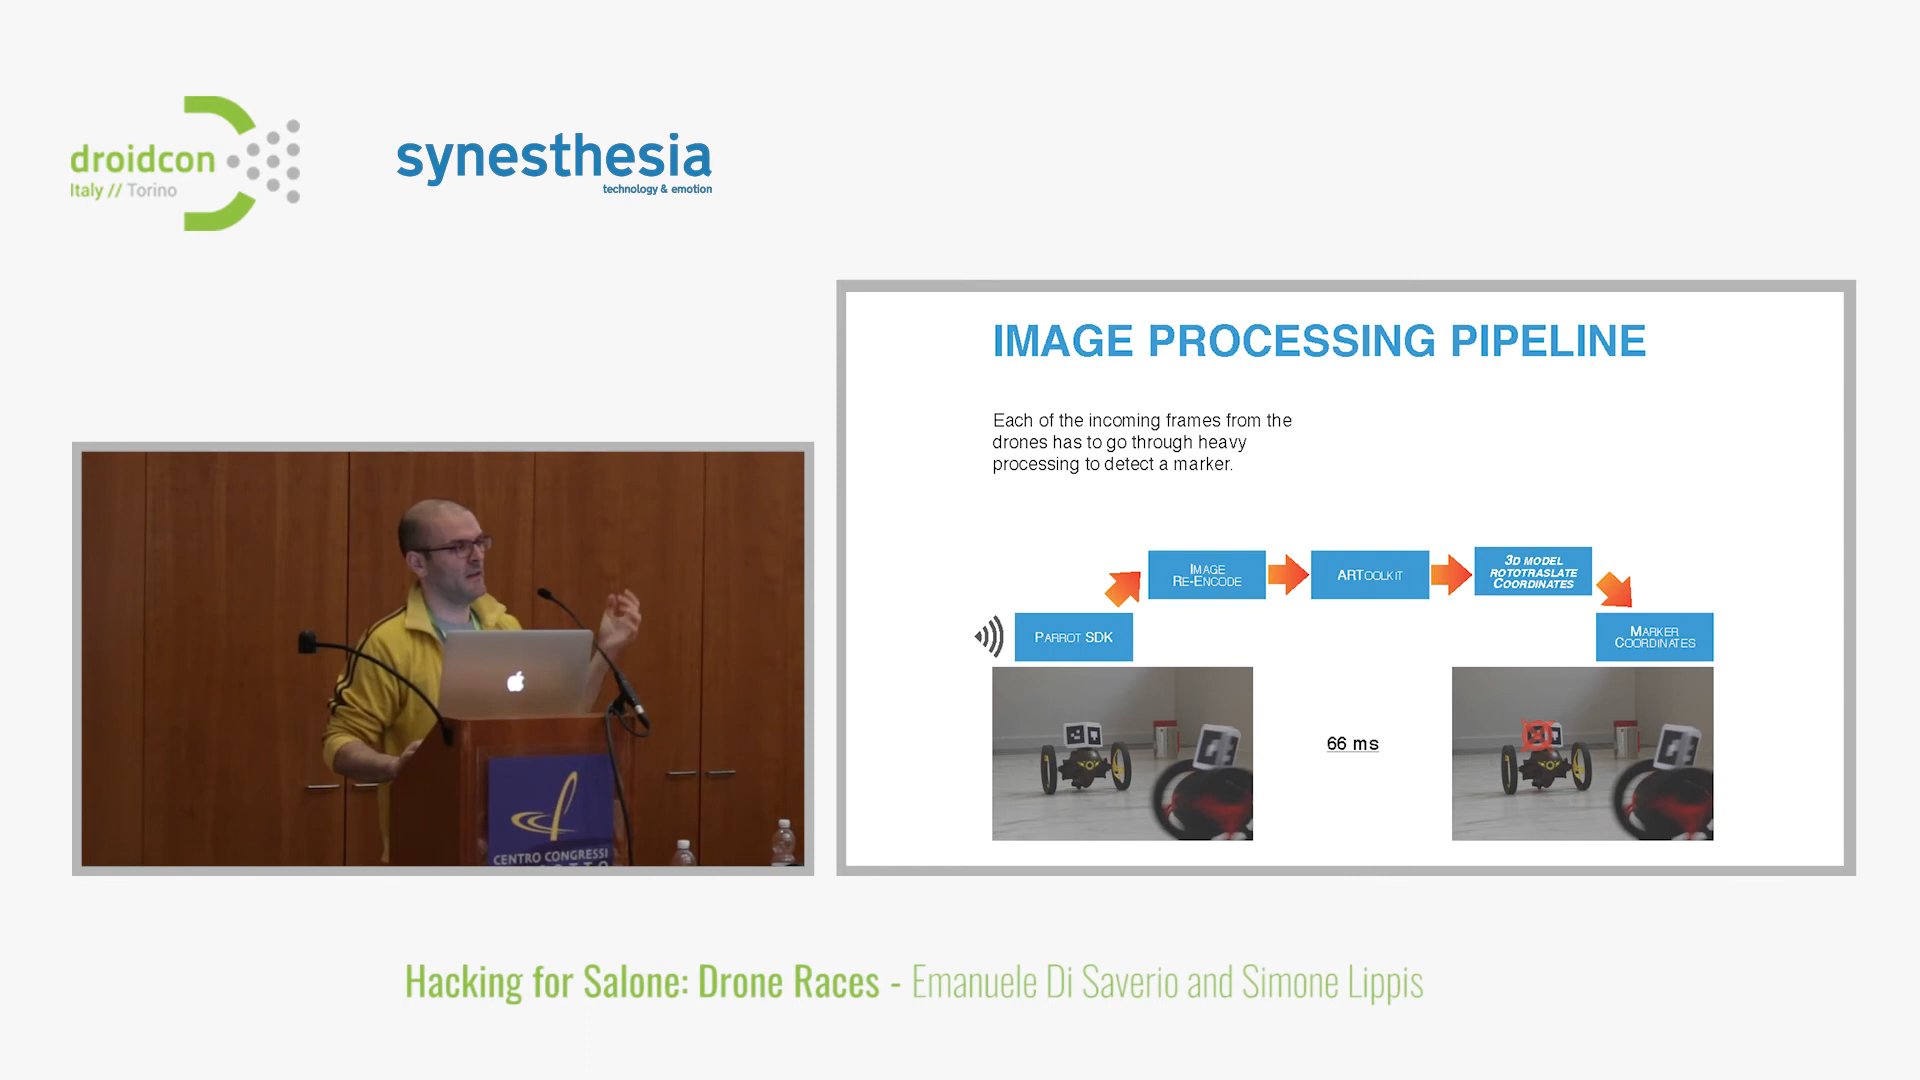 droidcon
Italy // Torino
synesthesia
technology & emotion
IMAGE PROCESSING PIPELINE
Each of the incoming frames from the
drones has to go through heavy
processing to detect a marker.
IMAGE
RE-ENCODE
ARTOOLKIT
3D MODEL
ROTOTRASLATE
COORDINATES
PARROT SDK
MARKER
COORDINATES
66 ms
CENTRO CONGRESSI
Hacking for Salone: Drone Races - Emanuele Di Saverio and Simone Lippis